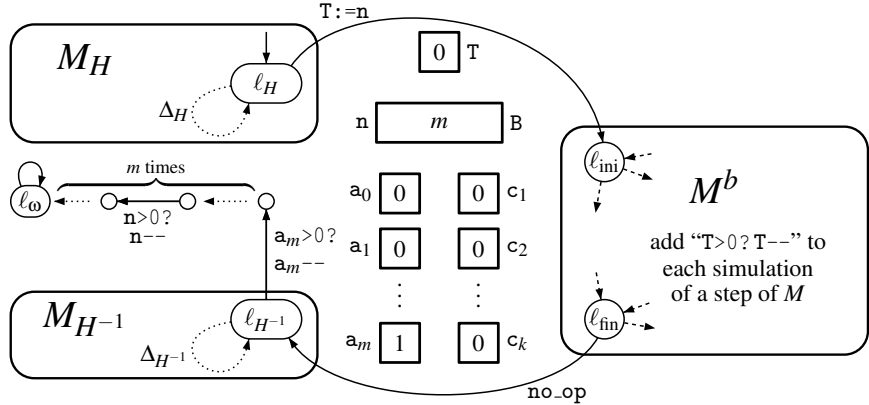 T:=n
M_H
ℓ_H
Δ_H
0 T
n m B
ℓ_ini
M^b
m times
ℓ_ω
n>0?
n--
a_m>0?
a_m--
a_0 0 0 c_1
a_1 0 0 c_2
⋮ ⋮
a_m 1 0 c_k
add “T>0? T--” to
each simulation
of a step of M
ℓ_fin
M_{H^{-1}}
ℓ_{H^{-1}}
Δ_{H^{-1}}
no_op